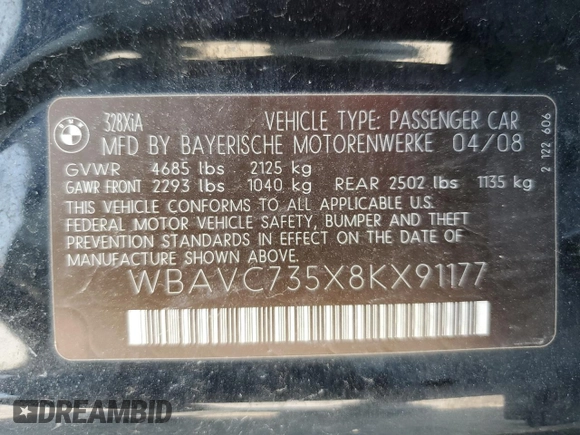 BMW
328XiA VEHICLE TYPE: PASSENGER CAR
MFD BY BAYERISCHE MOTORENWERKE 04/08
GVWR 4685 lbs 2125 kg
GAWR FRONT 2293 lbs 1040 kg REAR 2502 lbs 1135 kg
THIS VEHICLE CONFORMS TO ALL APPLICABLE U.S.
FEDERAL MOTOR VEHICLE SAFETY, BUMPER AND THEFT
PREVENTION STANDARDS IN EFFECT ON THE DATE OF
MANUFACTURE SHOWN ABOVE.
WBAVC735X8KX91177
2 122 606
DREAMBID